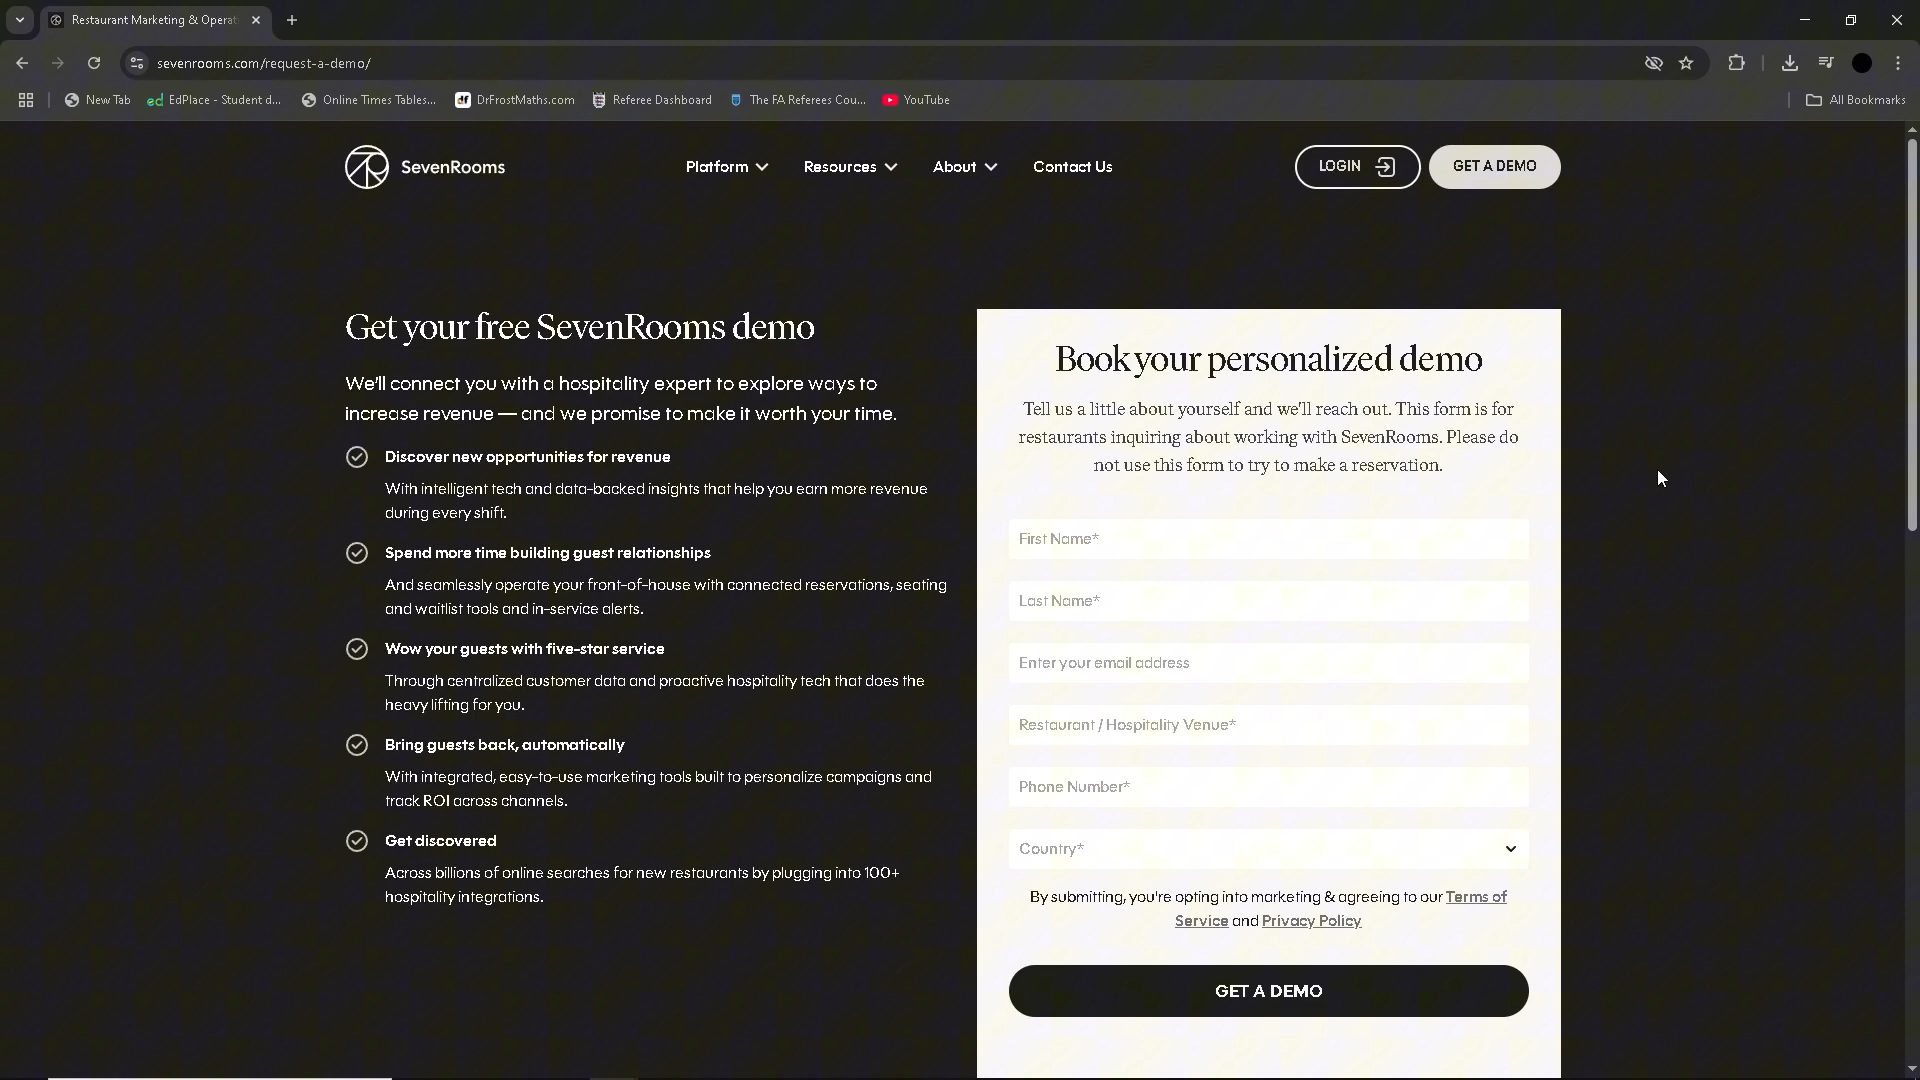 Restaurant Marketing & Operat
sevenrooms.com/request-a-demo/
New Tab
EdPlace - Student d...
Online Times Tables...
DrFrostMaths.com
Referee Dashboard
The FA Referees Cou...
YouTube
All Bookmarks
SevenRooms
Platform
Resources
About
Contact Us
LOGIN
GET A DEMO
Get your free SevenRooms demo
We'll connect you with a hospitality expert to explore ways to
increase revenue — and we promise to make it worth your time.
Discover new opportunities for revenue
With intelligent tech and data-backed insights that help you earn more revenue
during every shift.
Spend more time building guest relationships
And seamlessly operate your front-of-house with connected reservations, seating
and waitlist tools and in-service alerts.
Wow your guests with five-star service
Through centralized customer data and proactive hospitality tech that does the
heavy lifting for you.
Bring guests back, automatically
With integrated, easy-to-use marketing tools built to personalize campaigns and
track ROI across channels.
Get discovered
Across billions of online searches for new restaurants by plugging into 100+
hospitality integrations.
Book your personalized demo
Tell us a little about yourself and we'll reach out. This form is for
restaurants inquiring about working with SevenRooms. Please do
not use this form to try to make a reservation.
First Name*
Last Name*
Enter your email address
Restaurant / Hospitality Venue*
Phone Number*
Country*
By submitting, you're opting into marketing & agreeing to our Terms of
Service and Privacy Policy
GET A DEMO